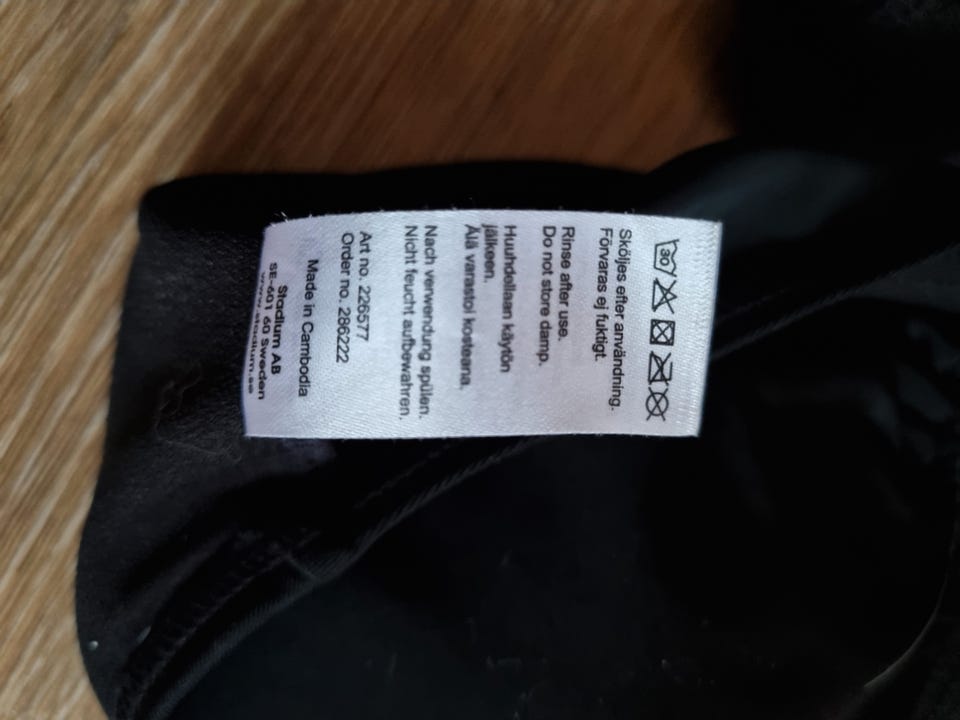 30
Sköljes efter användning.
Förvaras ej fuktigt.
Rinse after use.
Do not store damp.
Huuhdellaan käytön
jälkeen.
Älä varastoi kosteana.
Nach verwendung spülen.
Nicht feucht aufbewahren.
Art no. 226577
Order no. 286222
Made in Cambodia
Stadium AB
SE-601 60 Sweden
www.stadium.se